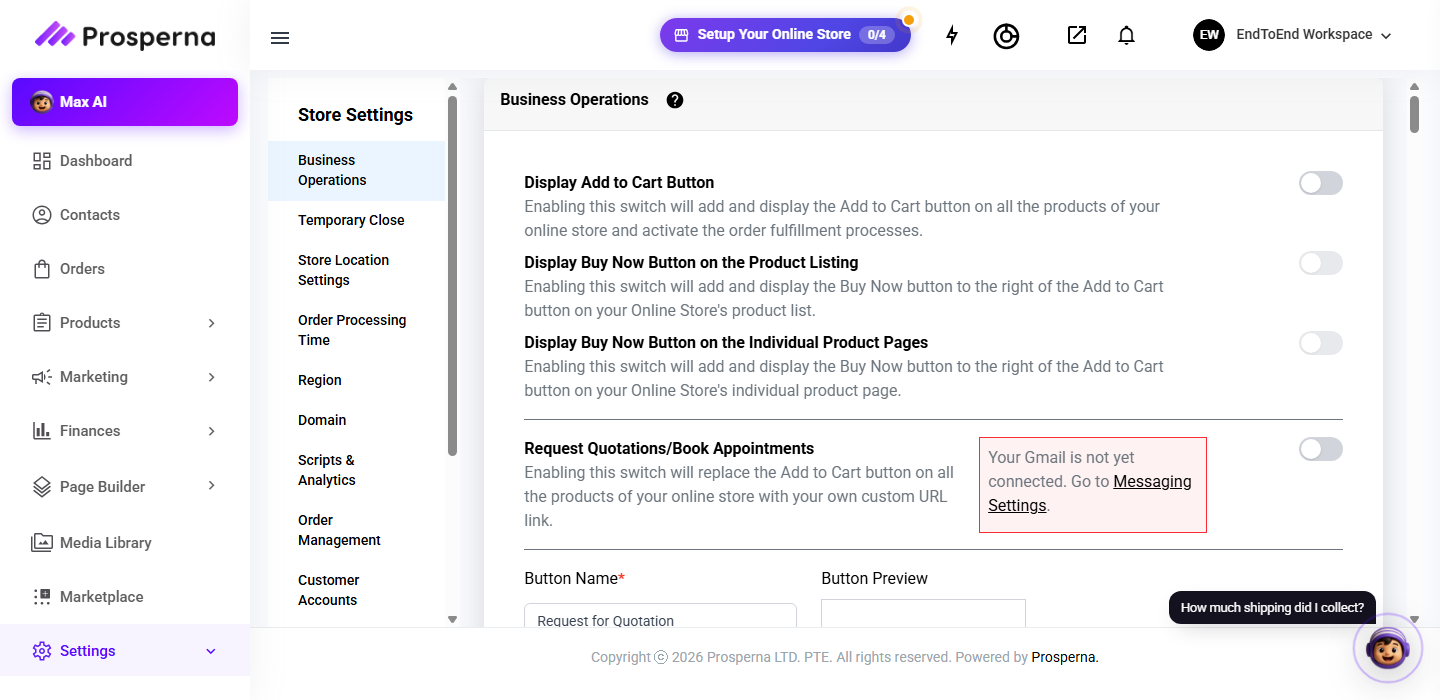 Prosperna
Setup Your Online Store 0/4
EW EndToEnd Workspace
Max AI
Dashboard
Contacts
Orders
Products
Marketing
Finances
Page Builder
Media Library
Marketplace
Settings
Store Settings
Business
Operations
Temporary Close
Store Location
Settings
Order Processing
Time
Region
Domain
Scripts &
Analytics
Order
Management
Customer
Accounts
Business Operations ?
Display Add to Cart Button
Enabling this switch will add and display the Add to Cart button on all the products of your
online store and activate the order fulfillment processes.
Display Buy Now Button on the Product Listing
Enabling this switch will add and display the Buy Now button to the right of the Add to Cart
button on your Online Store's product list.
Display Buy Now Button on the Individual Product Pages
Enabling this switch will add and display the Buy Now button to the right of the Add to Cart
button on your Online Store's individual product page.
Request Quotations/Book Appointments
Enabling this switch will replace the Add to Cart button on all
the products of your online store with your own custom URL
link.
Your Gmail is not yet
connected. Go to Messaging
Settings.
Button Name*
Button Preview
Request for Quotation
How much shipping did I collect?
Copyright © 2026 Prosperna LTD. PTE. All rights reserved. Powered by Prosperna.